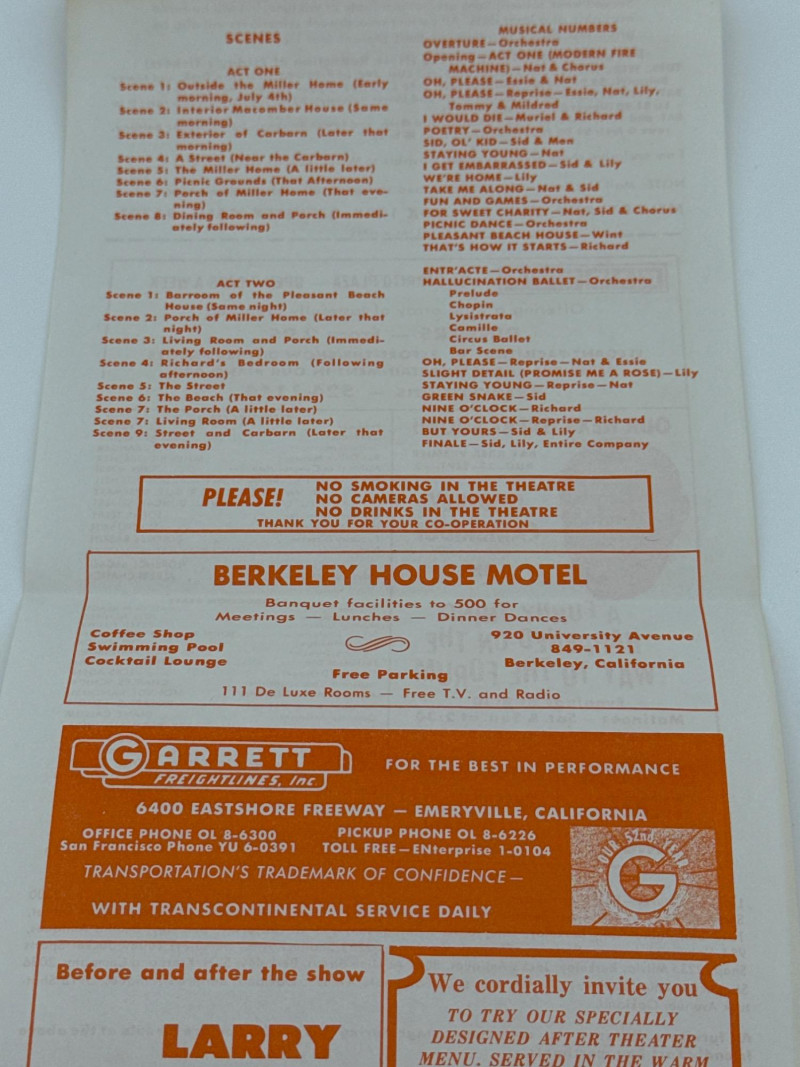 SCENES
ACT ONE
Scene 1: Outside the Miller Home (Early
morning, July 4th)
Scene 2: Interior Macomber House (Same
morning)
Scene 3: Exterior of Carbarn (Later that
morning)
Scene 4: A Street (Near the Carbarn)
Scene 5: The Miller Home (A little later)
Scene 6: Picnic Grounds (That Afternoon)
Scene 7: Porch of Miller Home (That eve-
ning)
Scene 8: Dining Room and Porch (Immedi-
ately following)
ACT TWO
Scene 1: Barroom of the Pleasant Beach
House (Same night)
Scene 2: Porch of Miller Home (Later that
night)
Scene 3: Living Room and Porch (Immedi-
ately following)
Scene 4: Richard's Bedroom (Following
afternoon)
Scene 5: The Street
Scene 6: The Beach (That evening)
Scene 7: The Porch (A little later)
Scene 7: Living Room (A little later)
Scene 9: Street and Carbarn (Later that
evening)
MUSICAL NUMBERS
OVERTURE—Orchestra
Opening—ACT ONE (MODERN FIRE
MACHINE)—Nat & Chorus
OH, PLEASE—Essie & Nat
OH, PLEASE—Reprise—Essie, Nat, Lily,
Tommy & Mildred
I WOULD DIE—Muriel & Richard
POETRY—Orchestra
SID, OL' KID—Sid & Men
STAYING YOUNG—Nat
I GET EMBARRASSED—Sid & Lily
WE'RE HOME—Lily
TAKE ME ALONG—Nat & Sid
FUN AND GAMES—Orchestra
FOR SWEET CHARITY—Nat, Sid & Chorus
PICNIC DANCE—Orchestra
PLEASANT BEACH HOUSE—Wint
THAT'S HOW IT STARTS—Richard
ENTR'ACTE—Orchestra
HALLUCINATION BALLET—Orchestra
Prelude
Chopin
Lysistrata
Camille
Circus Ballet
Bar Scene
OH, PLEASE—Reprise—Nat & Essie
SLIGHT DETAIL (PROMISE ME A ROSE)—Lily
STAYING YOUNG—Reprise—Nat
GREEN SNAKE—Sid
NINE O'CLOCK—Richard
NINE O'CLOCK—Reprise—Richard
BUT YOURS—Sid & Lily
FINALE—Sid, Lily, Entire Company
PLEASE!
NO SMOKING IN THE THEATRE
NO CAMERAS ALLOWED
NO DRINKS IN THE THEATRE
THANK YOU FOR YOUR CO-OPERATION
BERKELEY HOUSE MOTEL
Banquet facilities to 500 for
Meetings — Lunches — Dinner Dances
Coffee Shop
Swimming Pool
Cocktail Lounge
920 University Avenue
849-1121
Berkeley, California
Free Parking
111 De Luxe Rooms — Free T.V. and Radio
GARRETT
FREIGHTLINES, Inc
FOR THE BEST IN PERFORMANCE
6400 EASTSHORE FREEWAY — EMERYVILLE, CALIFORNIA
OFFICE PHONE OL 8-6300 PICKUP PHONE OL 8-6226
San Francisco Phone YU 6-0391 TOLL FREE—ENterprise 1-0104
TRANSPORTATION'S TRADEMARK OF CONFIDENCE—
WITH TRANSCONTINENTAL SERVICE DAILY
OUR 52nd. YEAR
G
Before and after the show
LARRY
We cordially invite you
TO TRY OUR SPECIALLY
DESIGNED AFTER THEATER
MENU. SERVED IN THE WARM